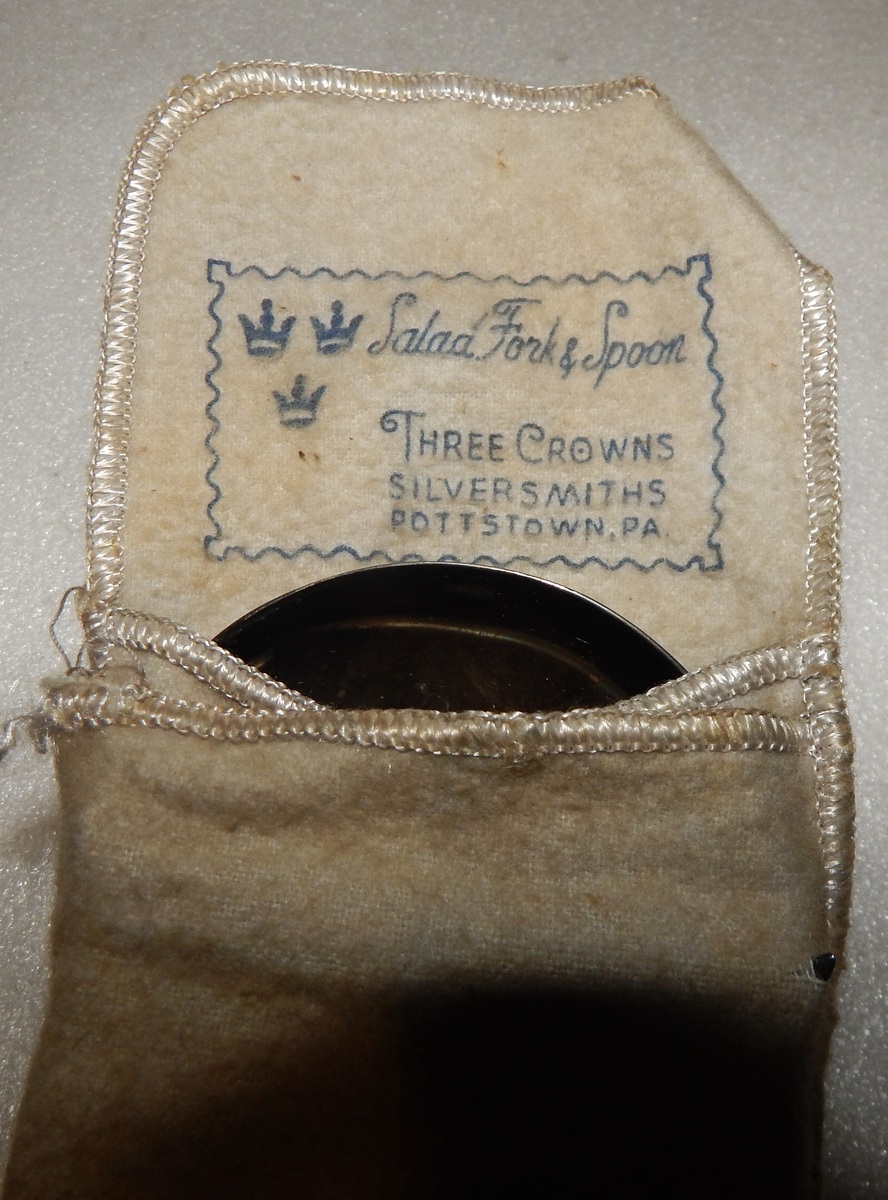 Salad Fork & Spoon
THREE CROWNS
SILVERSMITHS
POTTSTOWN, PA.